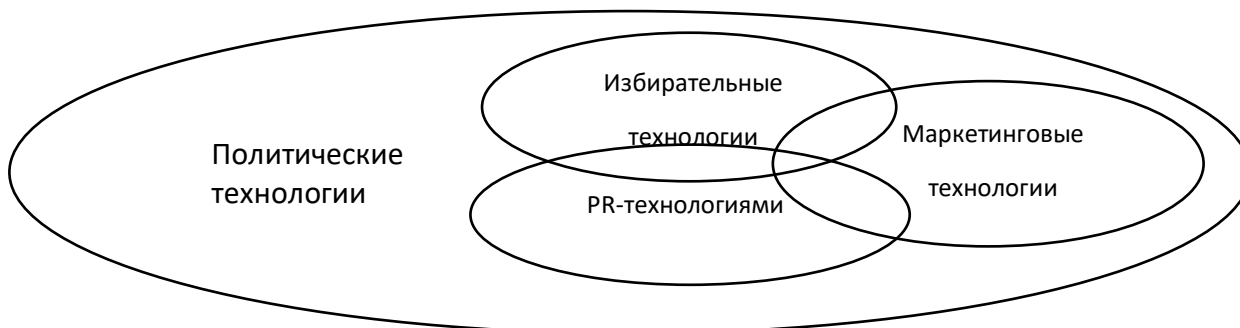 Избирательные
технологии
Политические
технологии
PR-технологиями
Маркетинговые
технологии